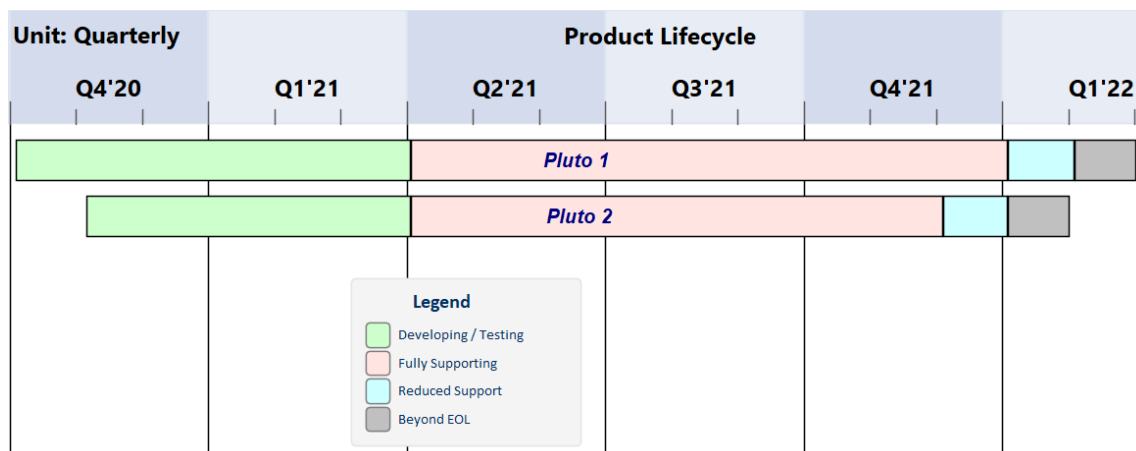 Unit: Quarterly
Product Lifecycle
Q4'20
Q1'21
Q2'21
Q3'21
Q4'21
Q1'22
Pluto 1
Pluto 2
Legend
Developing / Testing
Fully Supporting
Reduced Support
Beyond EOL